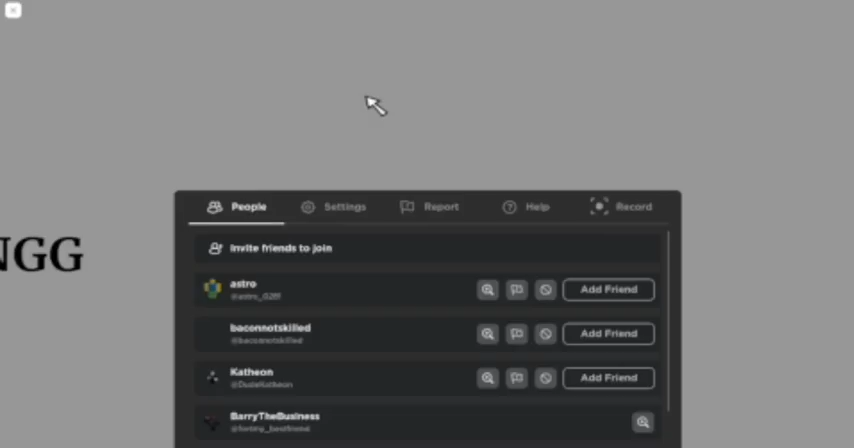 People Settings Report Help Record
NGG
Invite friends to join
astro
Add Friend
baconnotskilled
@baconnotskilled
Add Friend
Katheon
@DusieKatheon
Add Friend
BarryTheBusiness